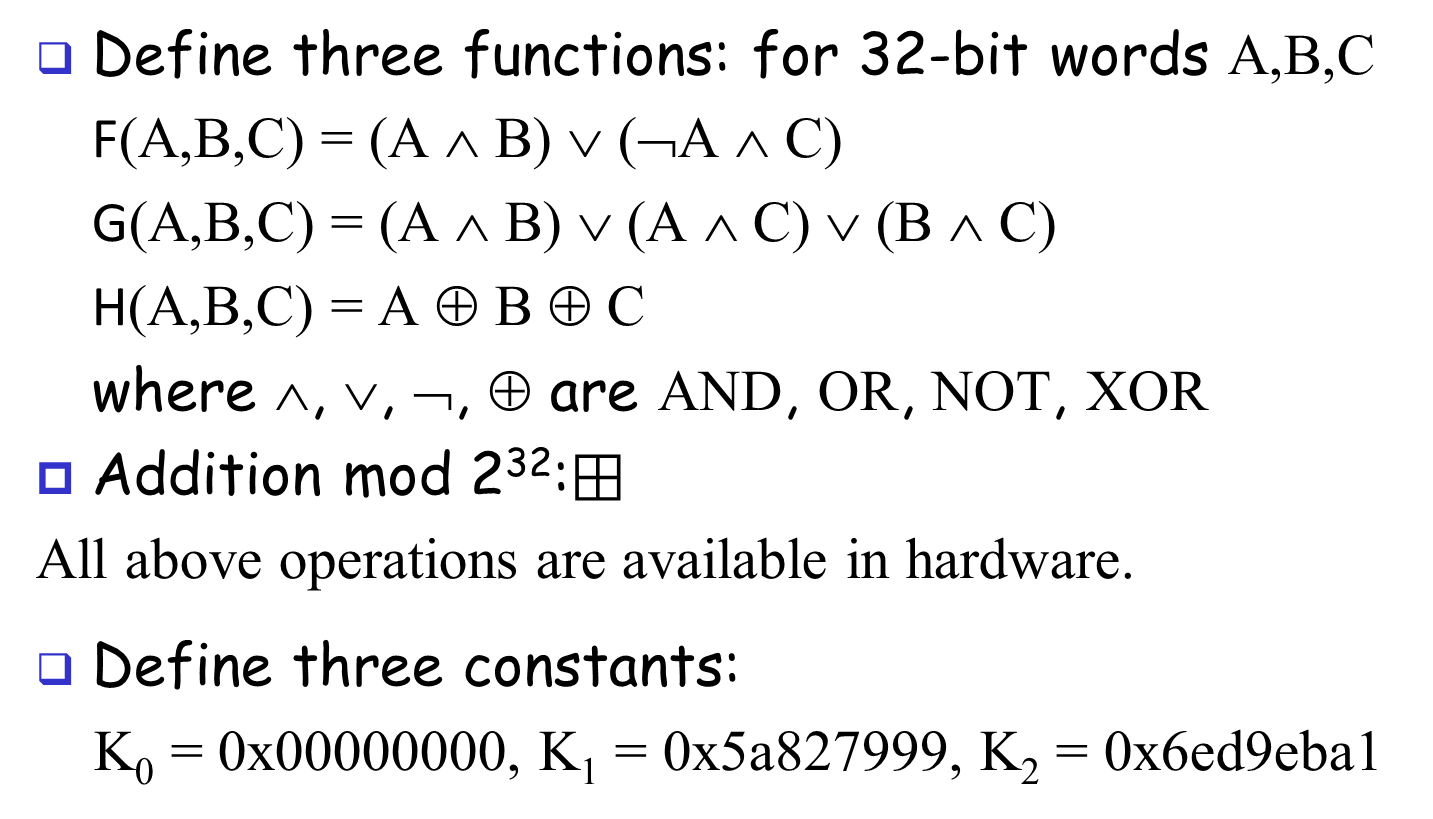 ❑ Define three functions: for 32-bit words A,B,C
F(A,B,C) = (A ∧ B) ∨ (¬A ∧ C)
G(A,B,C) = (A ∧ B) ∨ (A ∧ C) ∨ (B ∧ C)
H(A,B,C) = A ⊕ B ⊕ C
where ∧, ∨, ¬, ⊕ are AND, OR, NOT, XOR
❑ Addition mod 2³²:⊞
All above operations are available in hardware.
❑ Define three constants:
K₀ = 0x00000000, K₁ = 0x5a827999, K₂ = 0x6ed9eba1